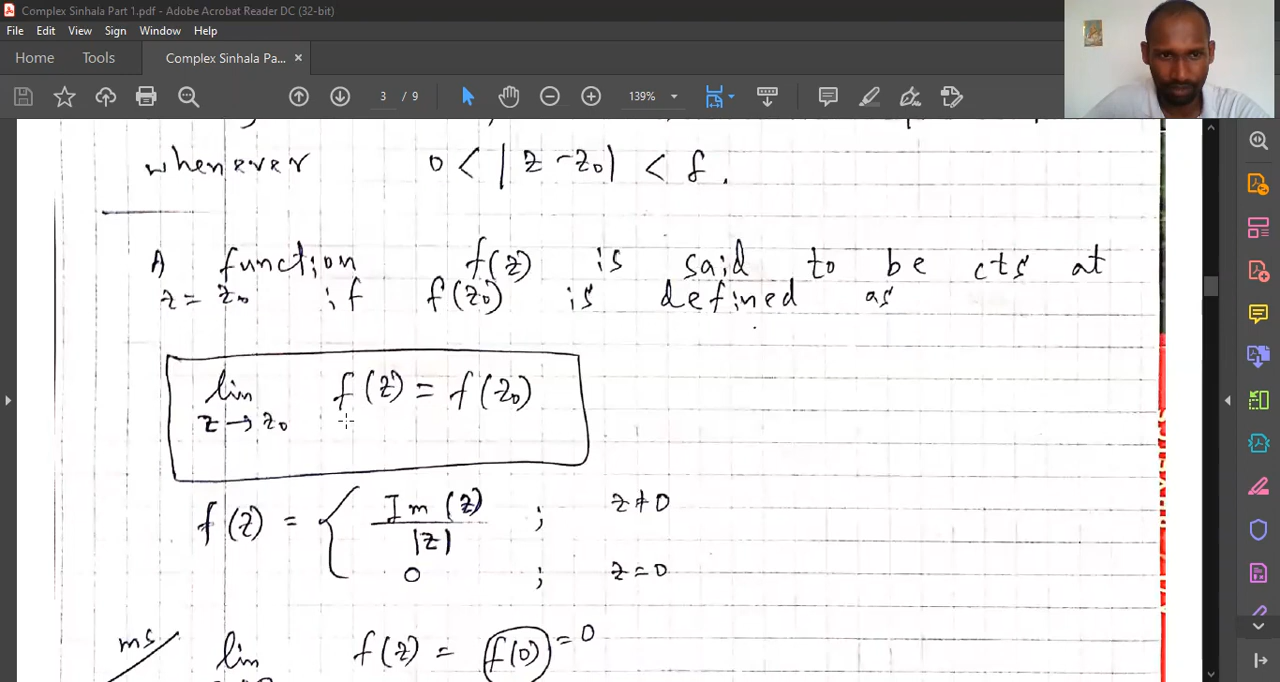 Complex Sinhala Part 1.pdf - Adobe Acrobat Reader DC (32-bit)
File Edit View Sign Window Help
Home Tools Complex Sinhala Pa... ×
3 / 9 139%
whenever 0 < |z - z₀| < δ.
A function f(z) is said to be cts at
z = z₀ if f(z₀) is defined as
lim f(z) = f(z₀)
z → z₀
f(z) = { Im(z) / |z| ; z ≠ 0
0 ; z = 0
ms
lim f(z) = f(0) = 0